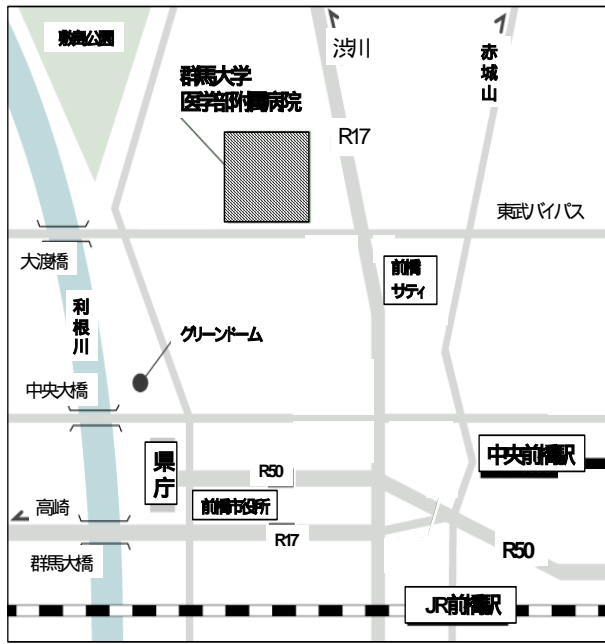 敷島公園
渋川
赤城山
群馬大学
医学部附属病院
R17
東武バイパス
大渡橋
前橋
サティ
利根川
グリーンドーム
中央大橋
県庁
R50
中央前橋駅
高崎
前橋市役所
R17
R50
群馬大橋
JR前橋駅